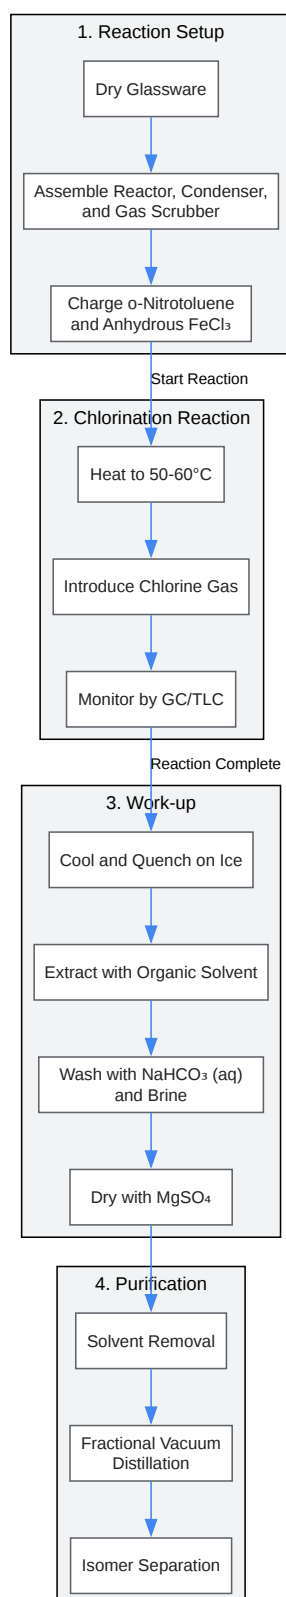 1. Reaction Setup
Dry Glassware
Assemble Reactor, Condenser,
and Gas Scrubber
Charge o-Nitrotoluene
and Anhydrous FeCl₃
Start Reaction
2. Chlorination Reaction
Heat to 50-60°C
Introduce Chlorine Gas
Monitor by GC/TLC
Reaction Complete
3. Work-up
Cool and Quench on Ice
Extract with Organic Solvent
Wash with NaHCO₃ (aq)
and Brine
Dry with MgSO₄
4. Purification
Solvent Removal
Fractional Vacuum
Distillation
Isomer Separation